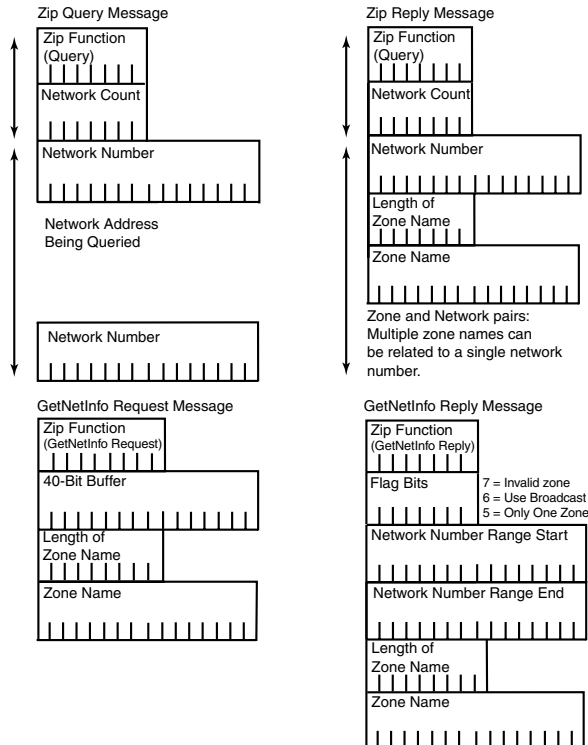 Zip Query Message
Zip Function
(Query)
Network Count
Network Number
Network Address
Being Queried
Network Number
Zip Reply Message
Zip Function
(Query)
Network Count
Network Number
Length of
Zone Name
Zone Name
Zone and Network pairs:
Multiple zone names can
be related to a single network
number.
GetNetInfo Request Message
Zip Function
(GetNetInfo Request)
40-Bit Buffer
Length of
Zone Name
Zone Name
GetNetInfo Reply Message
Zip Function
(GetNetInfo Reply)
Flag Bits
7 = Invalid zone
6 = Use Broadcast
5 = Only One Zone
Network Number Range Start
Network Number Range End
Length of
Zone Name
Zone Name